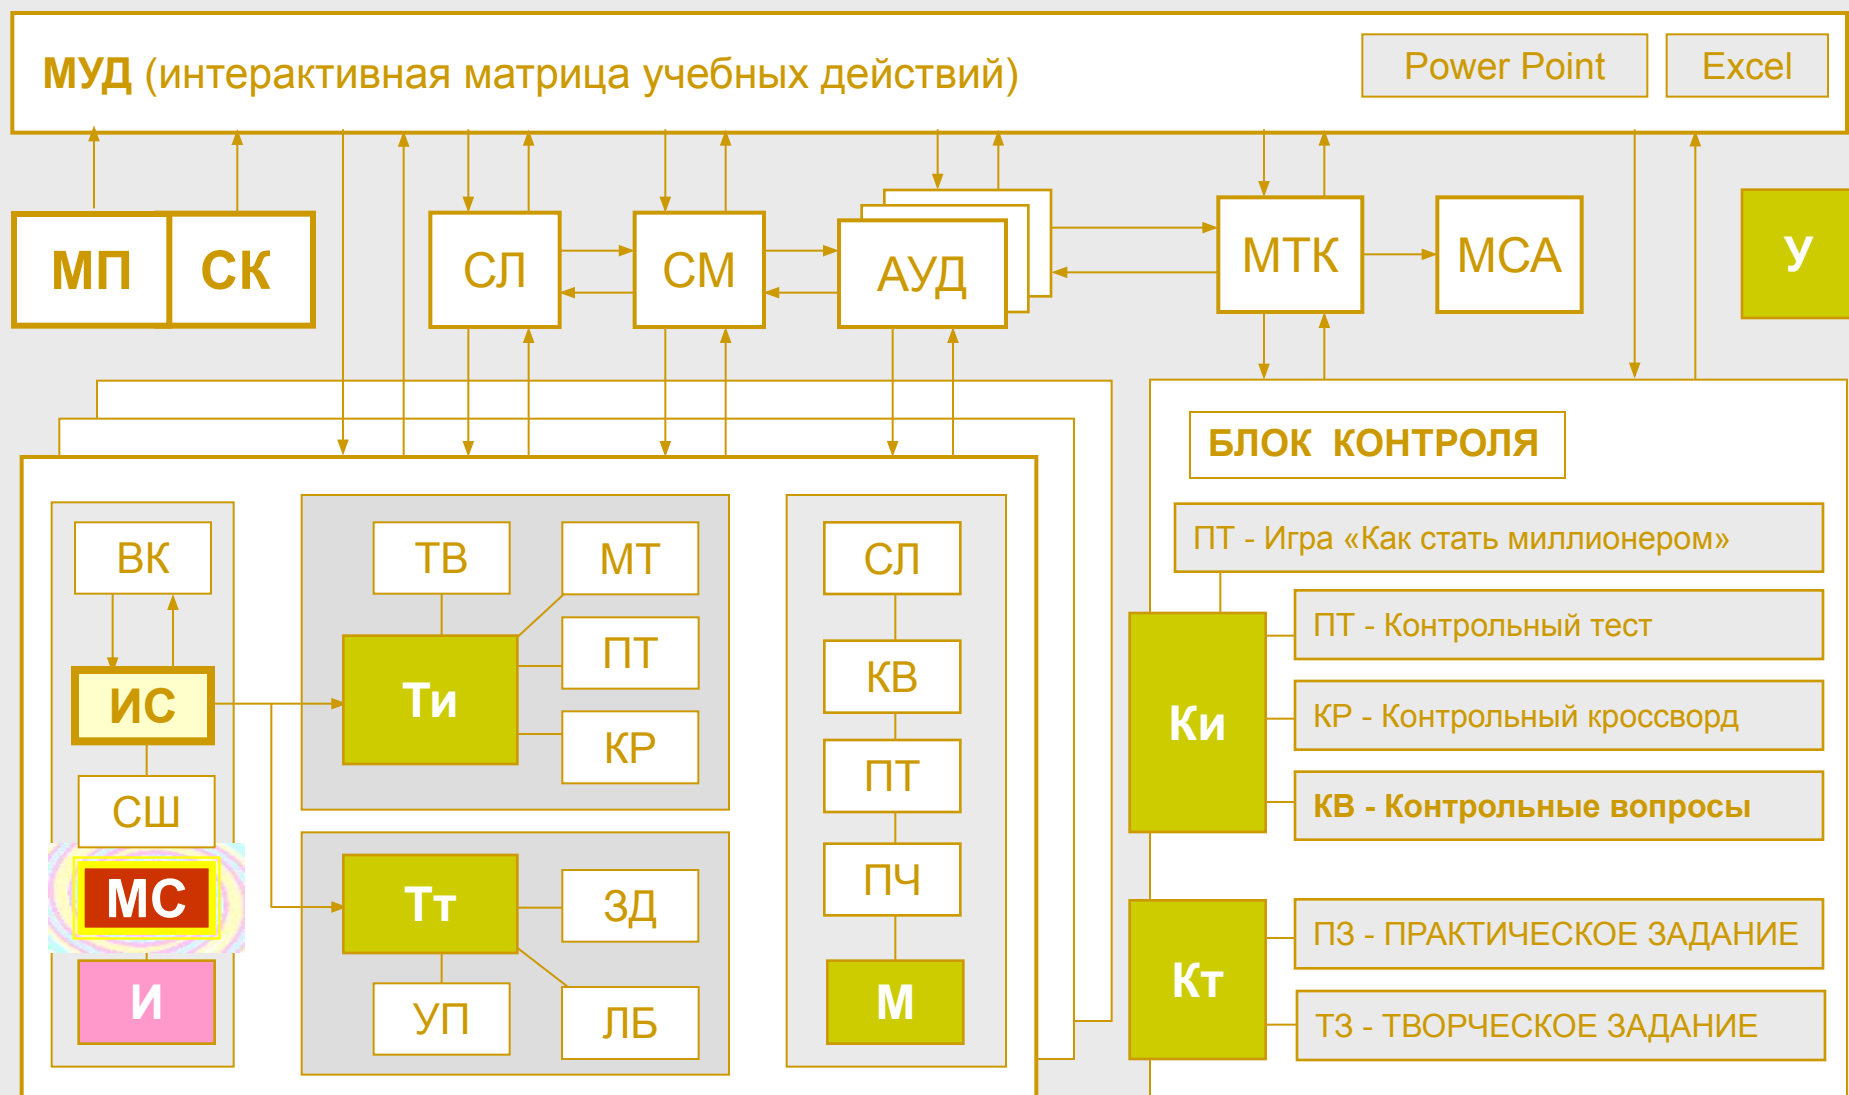 МУД (интерактивная матрица учебных действий)
Power Point
Excel
МП
СК
СЛ
СМ
АУД
МТК
МСА
У
БЛОК КОНТРОЛЯ
ВК
ИС
СШ
МС
И
ТВ
МТ
ПТ
КР
Ти
Тт
ЗД
УП
ЛБ
СЛ
КВ
ПТ
ПЧ
М
ПТ - Игра «Как стать миллионером»
Ки
ПТ - Контрольный тест
КР - Контрольный кроссворд
КВ - Контрольные вопросы
Кт
ПЗ - ПРАКТИЧЕСКОЕ ЗАДАНИЕ
ТЗ - ТВОРЧЕСКОЕ ЗАДАНИЕ